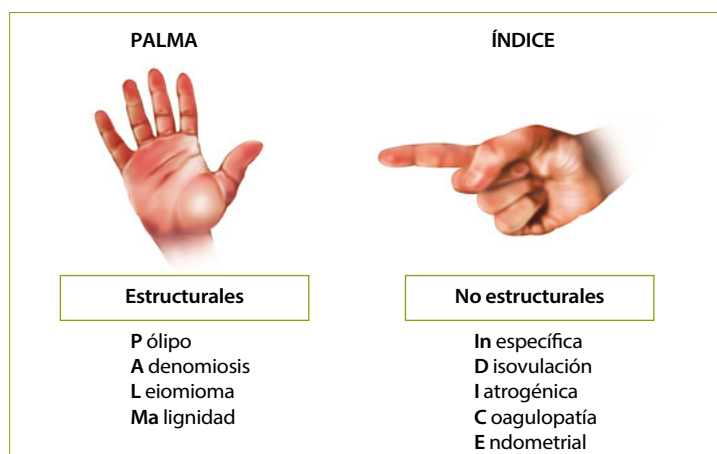 PALMA
ÍNDICE
Estructurales
P ólipo
A denomiosis
L eiomioma
Ma lignidad
No estructurales
In específica
D isovulación
I atrogénica
C oagulopatía
E ndometrial